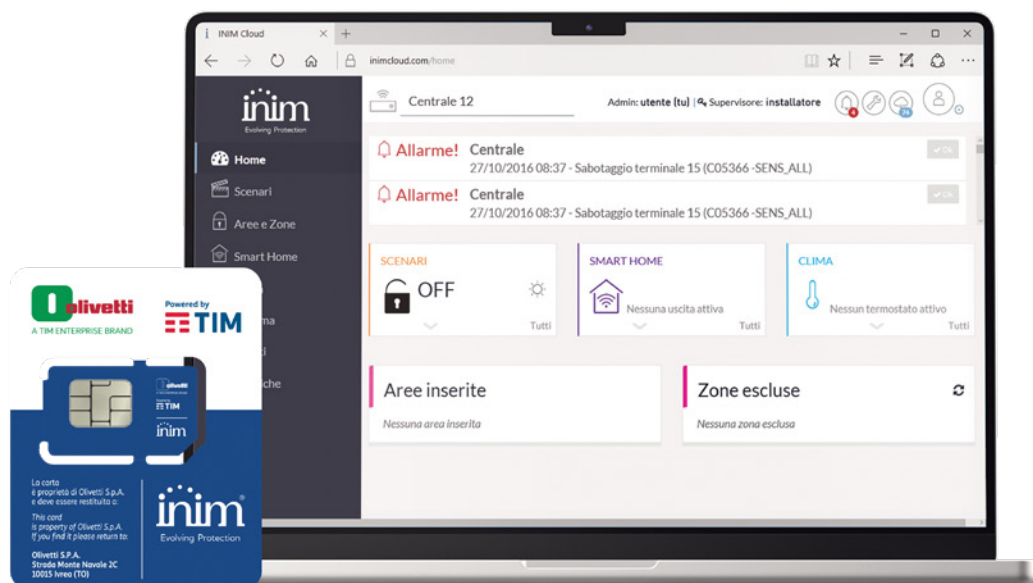 INIM Cloud
inimcloud.com/home
inim
Evolving Protection
Centrale 12
Admin: utente (tu) | Supervisore: installatore
4
74
Home
Scenari
Aree e Zone
Smart Home
Allarme! Centrale
27/10/2016 08:37 - Sabotaggio terminale 15 (C05366 -SENS_ALL)
Ok
Allarme! Centrale
27/10/2016 08:37 - Sabotaggio terminale 15 (C05366 -SENS_ALL)
Ok
SCENARI
OFF
Tutti
SMART HOME
Nessuna uscita attiva
Tutti
CLIMA
Nessun termostato attivo
Tutti
Aree inserite
Nessuna area inserita
Zone escluse
Nessuna zona esclusa
olivetti
A TIM ENTERPRISE BRAND
Powered by
TIM
olivetti
TIM
inim
La carta
è proprietà di Olivetti S.p.A.
e deve essere restituita a:
This card
is property of Olivetti S.p.A.
If you find it please return to:
Olivetti S.P.A.
Strada Monte Navale 2C
10015 Ivrea (TO)
inim
Evolving Protection